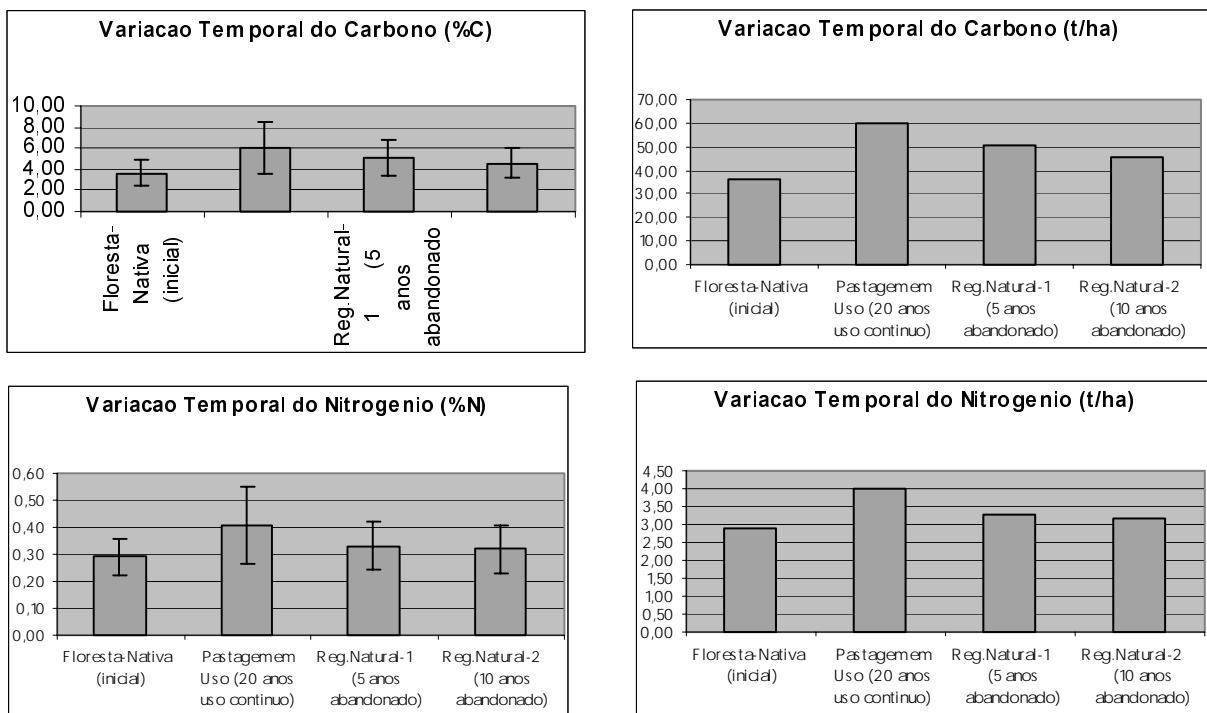 Variacao Temporal do Carbono (%C)
10,00
8,00
6,00
4,00
2,00
0,00
Floresta-
Nativa
(inicial)
Reg.Natural-
1 (5
anos
abandonado
Variacao Temporal do Carbono (t/ha)
70,00
60,00
50,00
40,00
30,00
20,00
10,00
0,00
Floresta-Nativa
(inicial)
Pastagemem
Uso (20 anos
uso continuo)
Reg.Natural-1
(5 anos
abandonado)
Reg.Natural-2
(10 anos
abandonado)
Variacao Temporal do Nitrogenio (%N)
0,60
0,50
0,40
0,30
0,20
0,10
0,00
Floresta-Nativa
(inicial)
Pastagemem
Uso (20 anos
uso continuo)
Reg.Natural-1
(5 anos
abandonado)
Reg.Natural-2
(10 anos
abandonado)
Variacao Temporal do Nitrogenio (t/ha)
4,50
4,00
3,50
3,00
2,50
2,00
1,50
1,00
0,50
0,00
Floresta-Nativa
(inicial)
Pastagemem
Uso (20 anos
uso continuo)
Reg.Natural-1
(5 anos
abandonado)
Reg.Natural-2
(10 anos
abandonado)